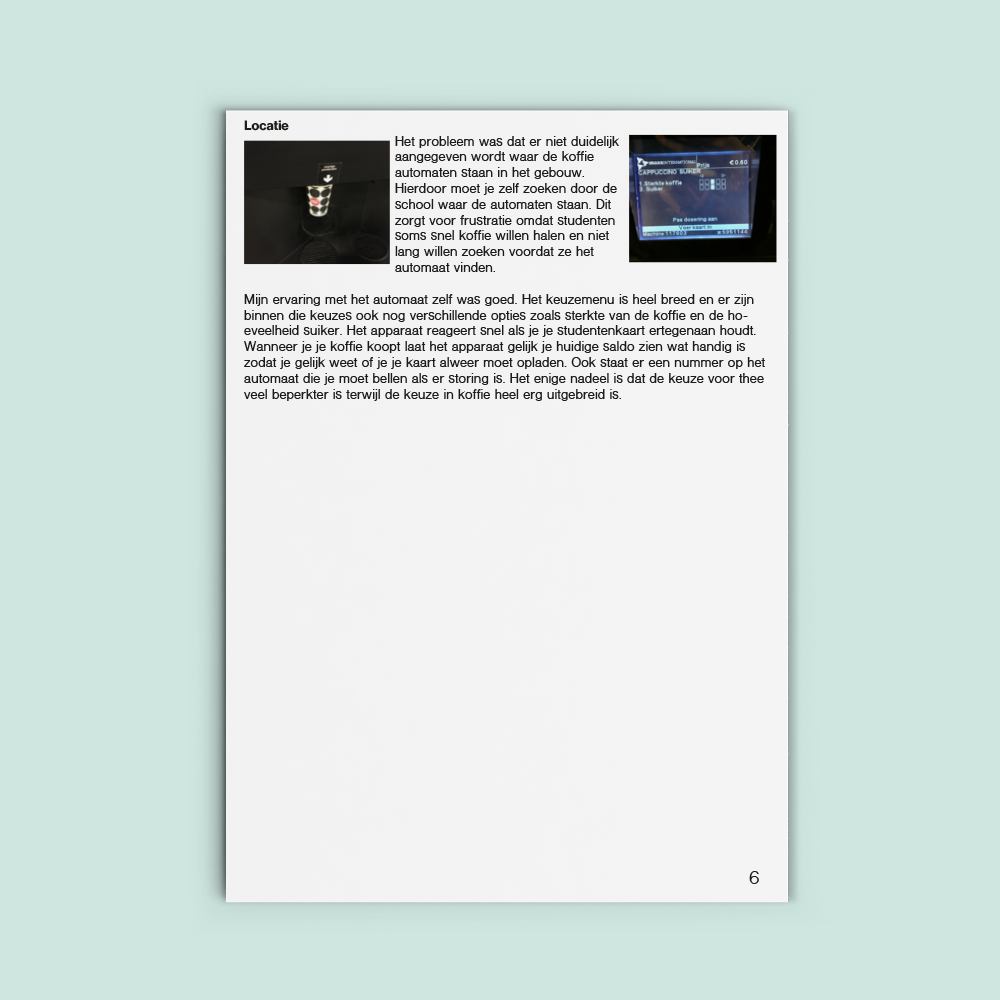 Locatie
Het probleem was dat er niet duidelijk
aangegeven wordt waar de koffie
automaten staan in het gebouw.
Hierdoor moet je zelf zoeken door de
school waar de automaten staan. Dit
zorgt voor frustratie omdat studenten
soms snel koffie willen halen en niet
lang willen zoeken voordat ze het
automaat vinden.
INTERNATIONAL Prijs € 0.60
CAPPUCCINO SUIKER
1 Sterkte koffie
Suiker
Pas dosering aan
Voer kaart in
Machine
Mijn ervaring met het automaat zelf was goed. Het keuzemenu is heel breed en er zijn
binnen die keuzes ook nog verschillende opties zoals sterkte van de koffie en de ho-
eveelheid suiker. Het apparaat reageert snel als je je studentenkaart ertegenaan houdt.
Wanneer je je koffie koopt laat het apparaat gelijk je huidige saldo zien wat handig is
zodat je gelijk weet of je je kaart alweer moet opladen. Ook staat er een nummer op het
automaat die je moet bellen als er storing is. Het enige nadeel is dat de keuze voor thee
veel beperkter is terwijl de keuze in koffie heel erg uitgebreid is.
6